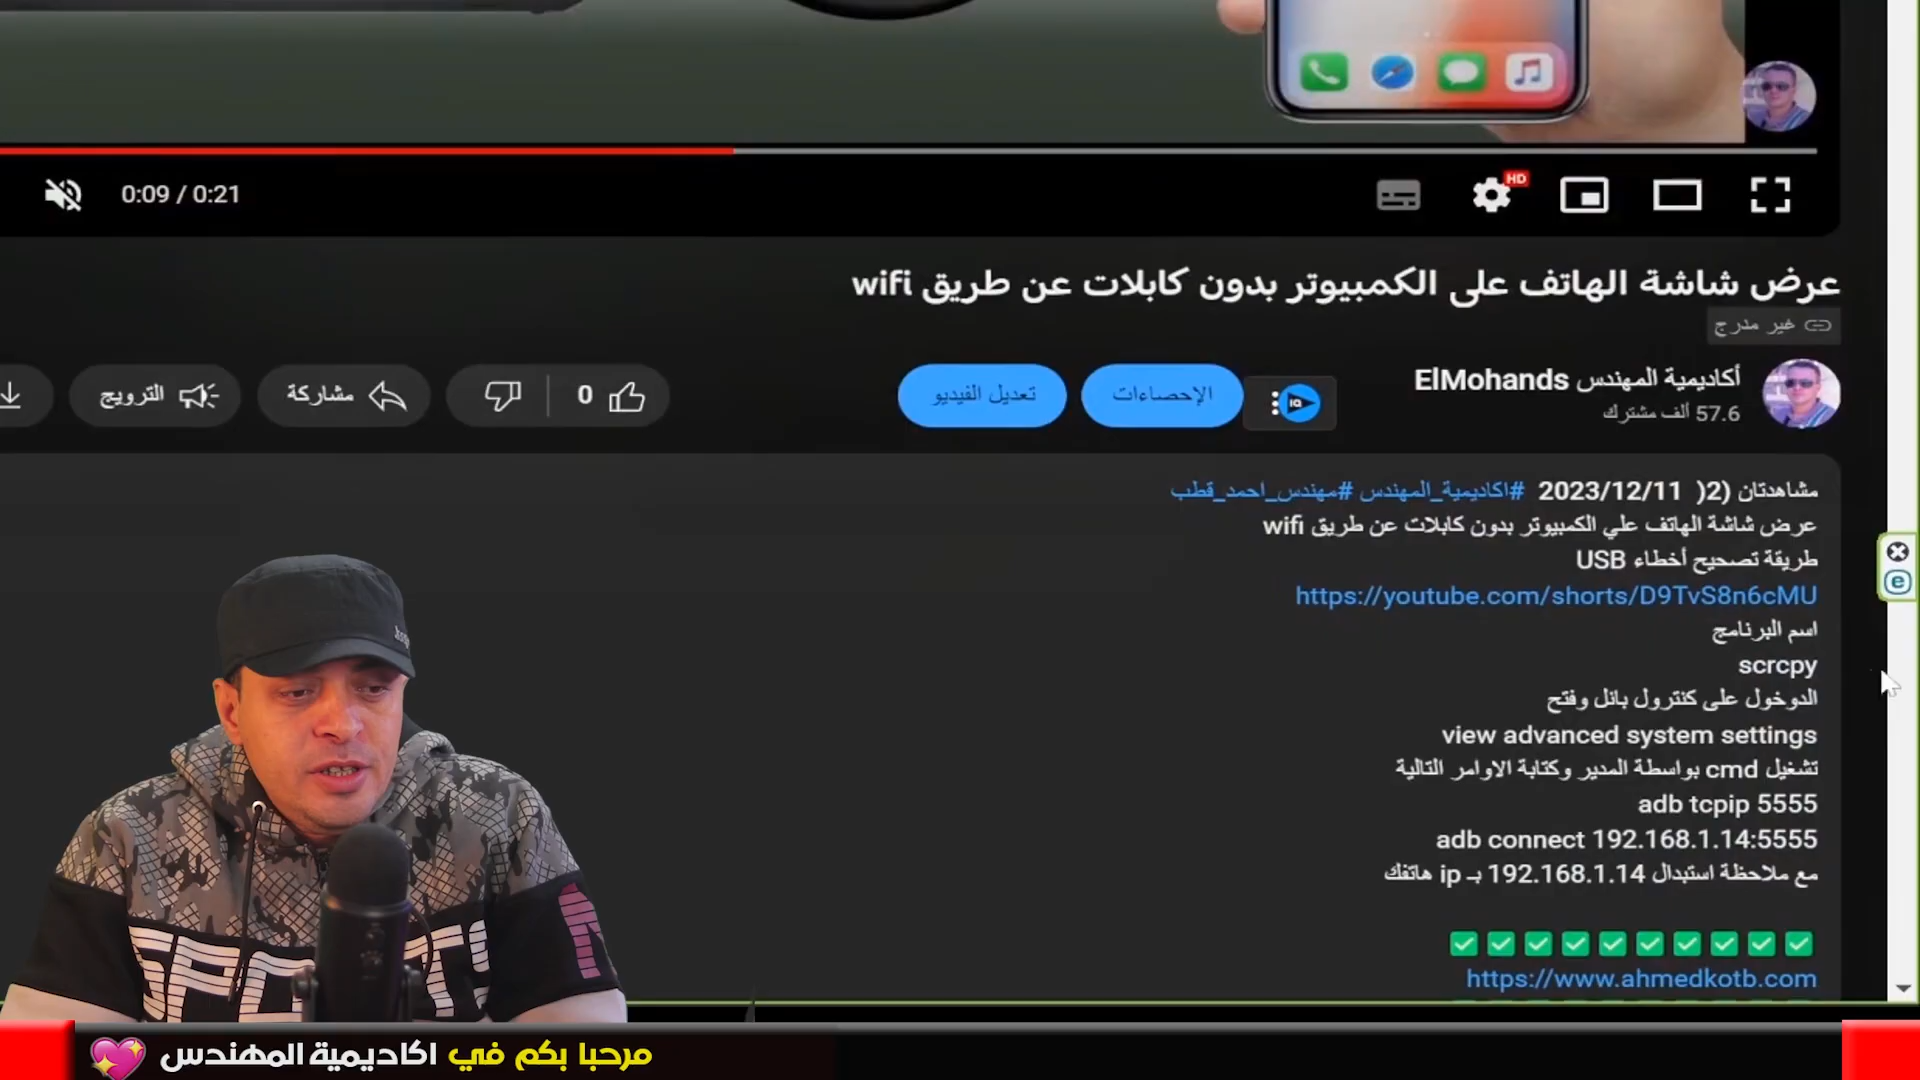 0:09 / 0:21
HD
عرض شاشة الهاتف على الكمبيوتر بدون كابلات عن طريق wifi
غير مدرج
أكاديمية المهندس ElMohands
57.6 ألف مشترك
الإحصاءات
تعديل الفيديو
0
مشاركة
الترويج
مشاهدتان (2( 2023/12/11 #اكاديمية_المهندس #مهندس_احمد_قطب
عرض شاشة الهاتف علي الكمبيوتر بدون كابلات عن طريق wifi
طريقة تصحيح أخطاء USB
https://youtube.com/shorts/D9TvS8n6cMU
اسم البرنامج
scrcpy
الدوخول على كنترول بانل وفتح
view advanced system settings
تشغيل cmd بواسطة المدير وكتابة الاوامر التالية
adb tcpip 5555
adb connect 192.168.1.14:5555
مع ملاحظة استبدال 192.168.1.14 بـ ip هاتفك
https://www.ahmedkotb.com
مرحبا بكم في اكاديمية المهندس